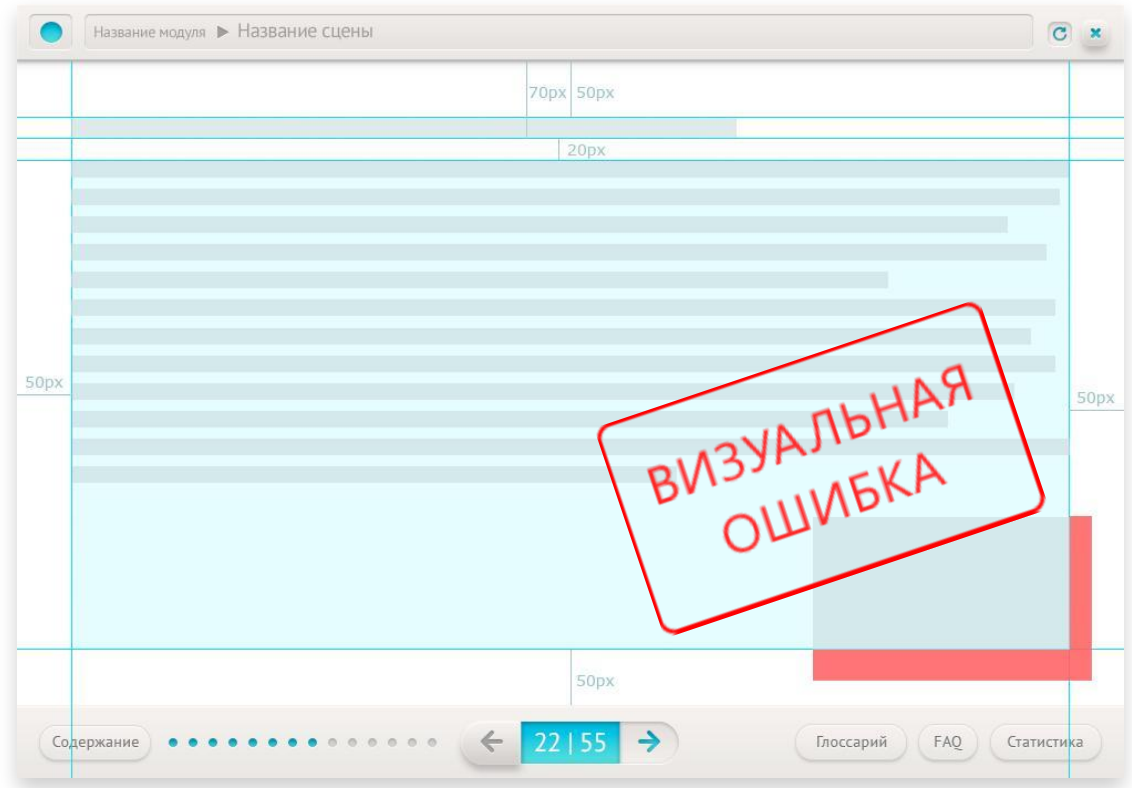 Название модуля ▶ Название сцены
70px 50px
20px
50px
50px
ВИЗУАЛЬНАЯ
ОШИБКА
50px
Содержание
22 | 55
Глоссарий
FAQ
Статистика